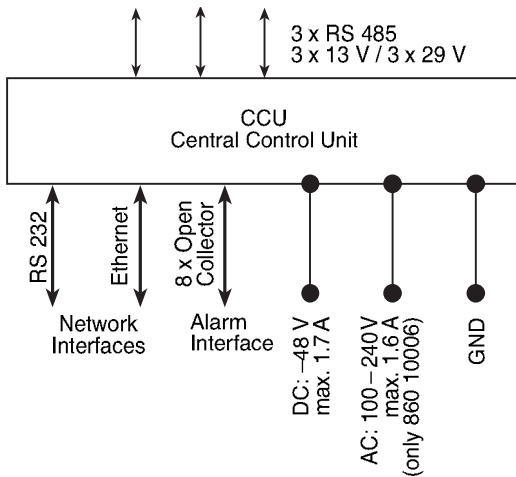 3 x RS 485
3 x 13 V / 3 x 29 V
CCU
Central Control Unit
RS 232
Ethernet
8 x Open
Collector
Network
Interfaces
Alarm
Interface
DC: –48 V
max. 1.7 A
AC: 100 – 240 V
max. 1.6 A
(only 860 10006)
GND